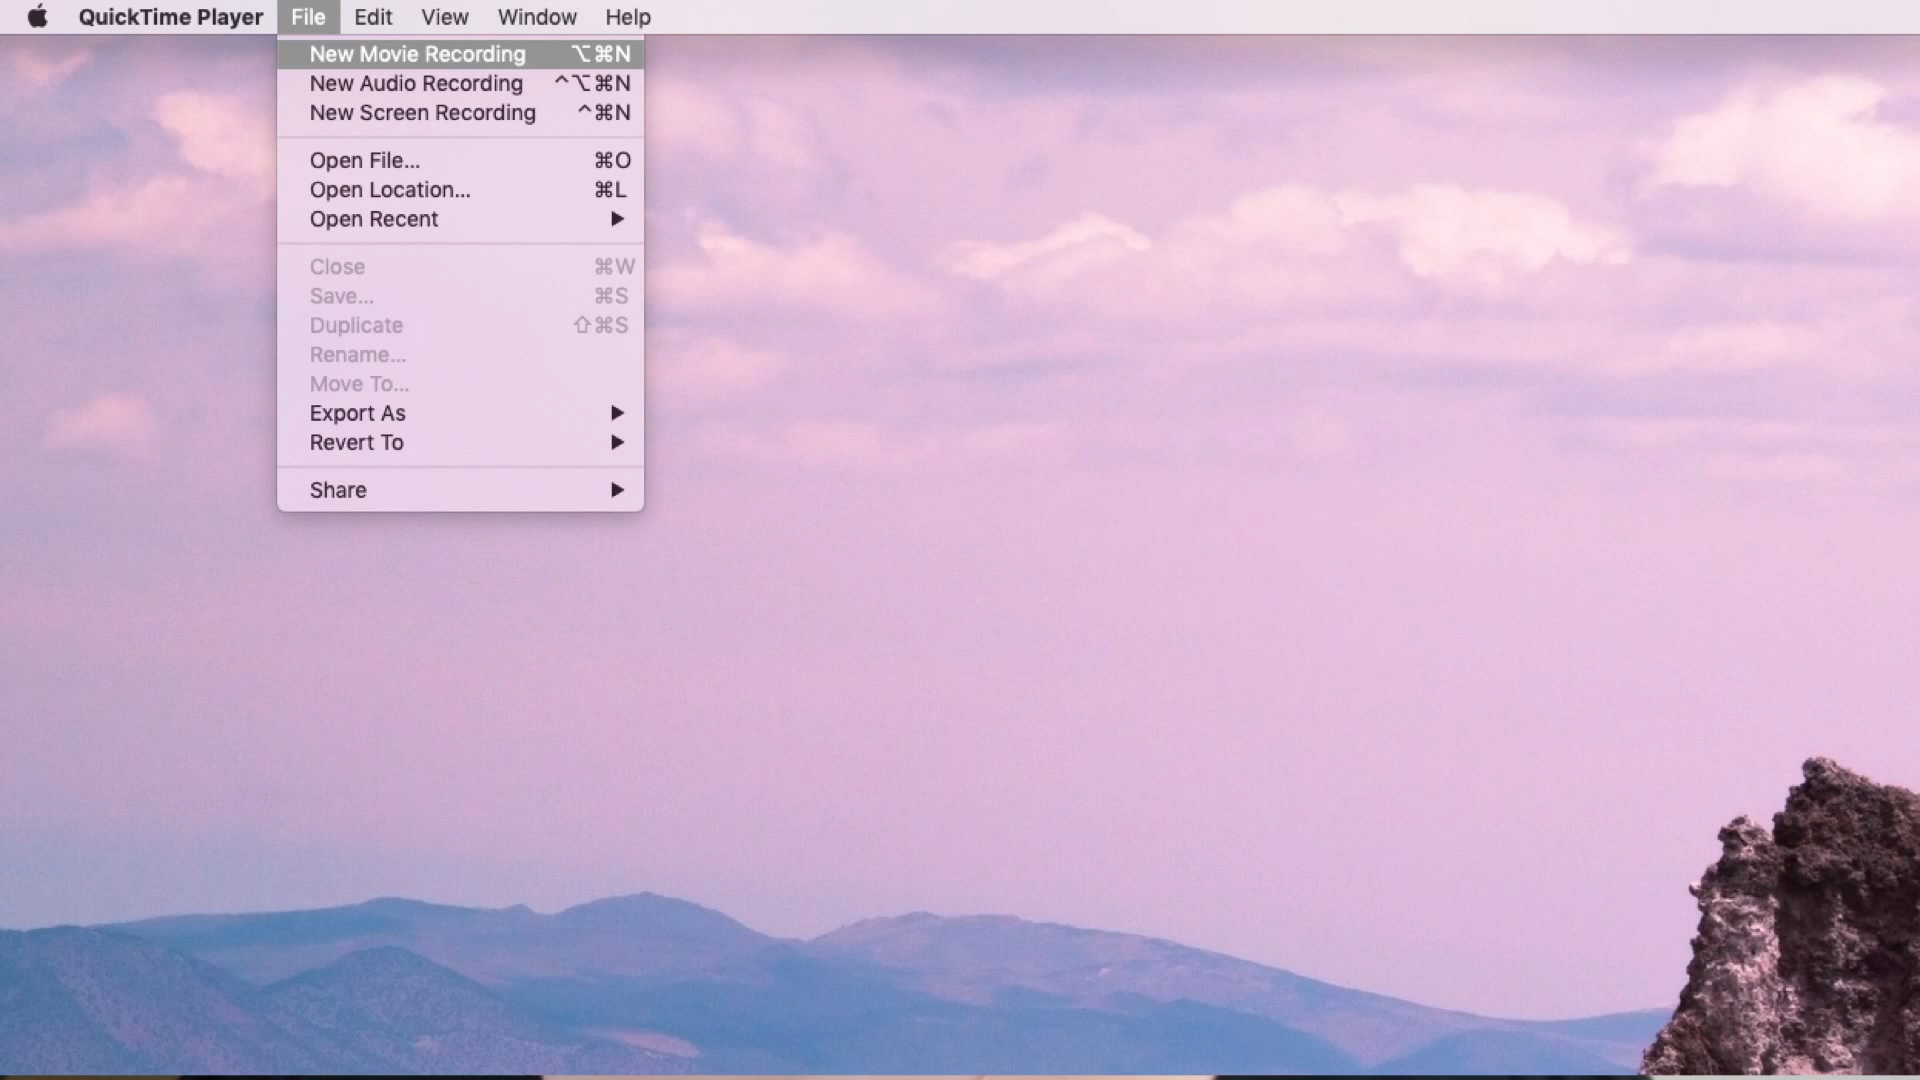 QuickTime Player File Edit View Window Help
New Movie Recording ⌥⌘N
New Audio Recording ^⌥⌘N
New Screen Recording ^⌘N
Open File... ⌘O
Open Location... ⌘L
Open Recent ▶
Close ⌘W
Save... ⌘S
Duplicate ⇧⌘S
Rename...
Move To...
Export As ▶
Revert To ▶
Share ▶